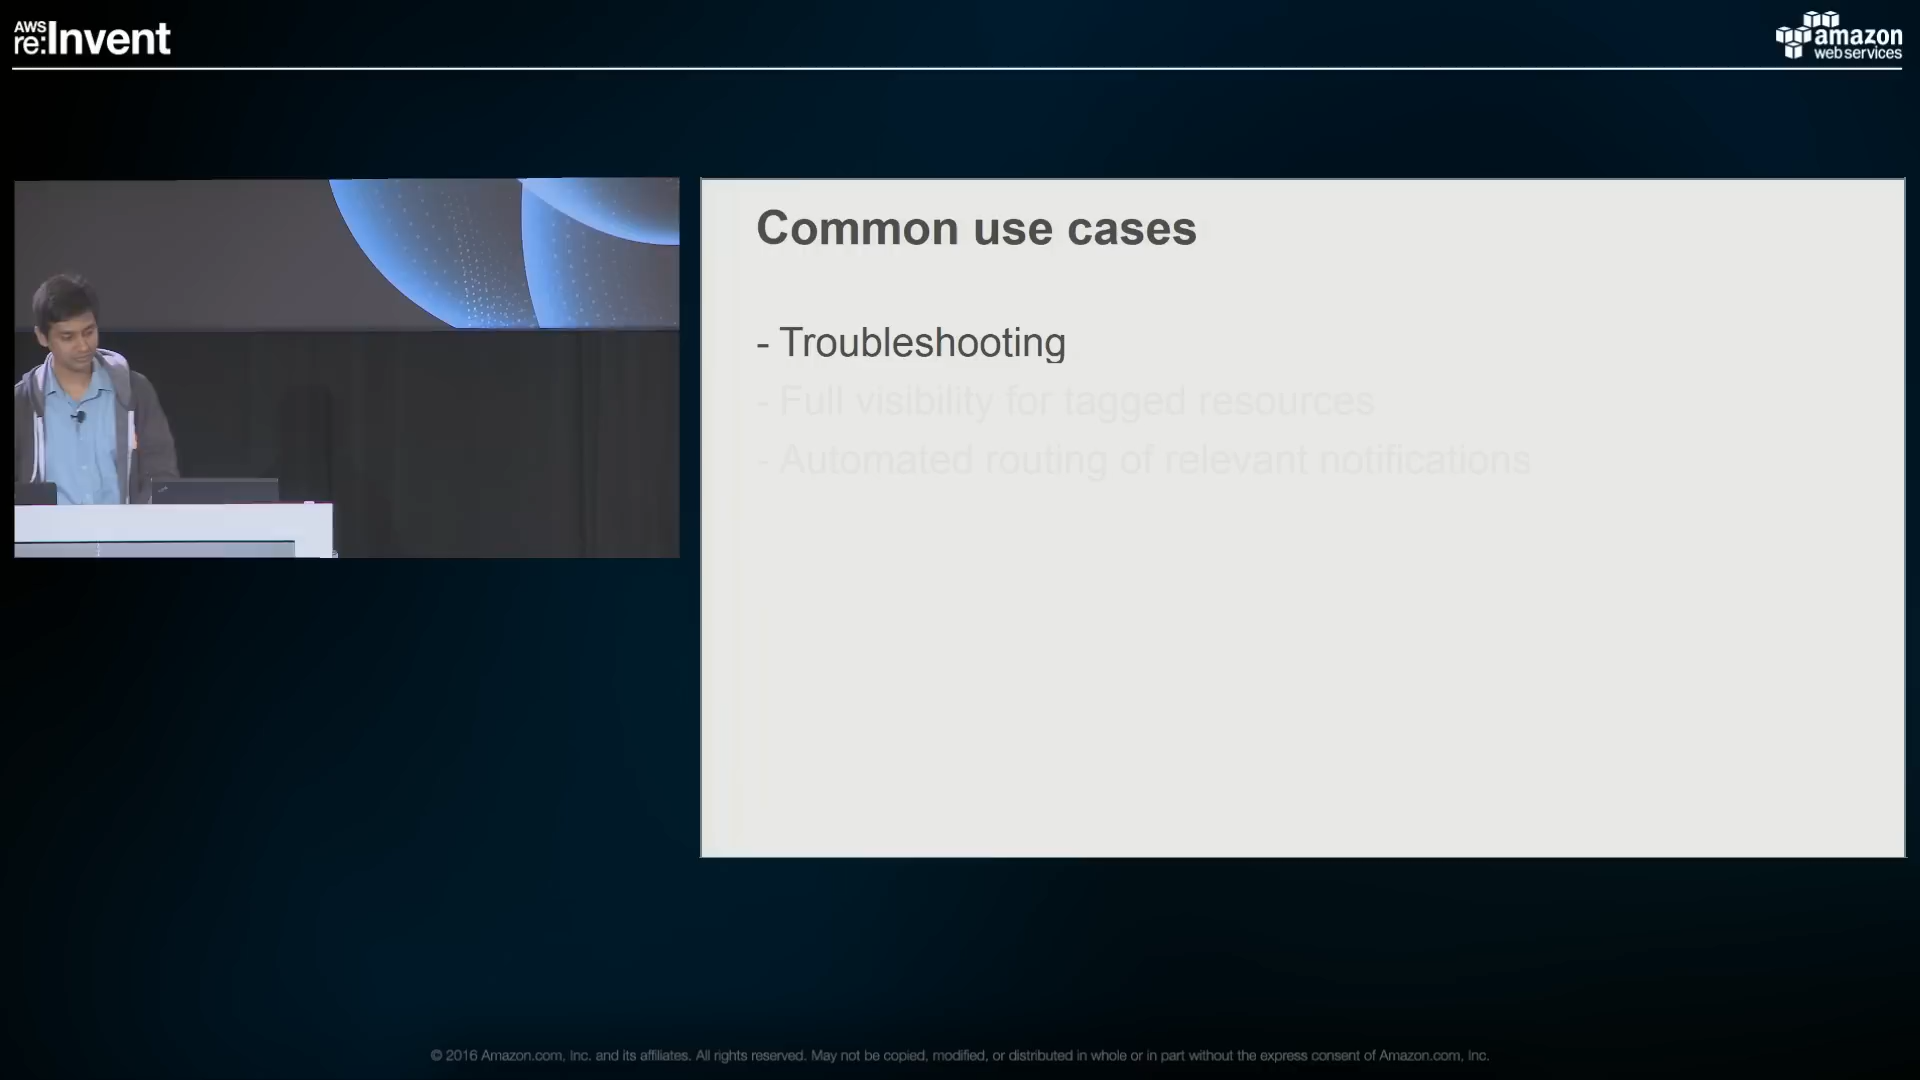 AWS
re:Invent
amazon
web services
Common use cases
- Troubleshooting
- Full visibility for tagged resources
- Automated routing of relevant notifications
© 2016 Amazon.com, Inc. and its affiliates. All rights reserved. May not be copied, modified, or distributed in whole or in part without the express consent of Amazon.com, Inc.